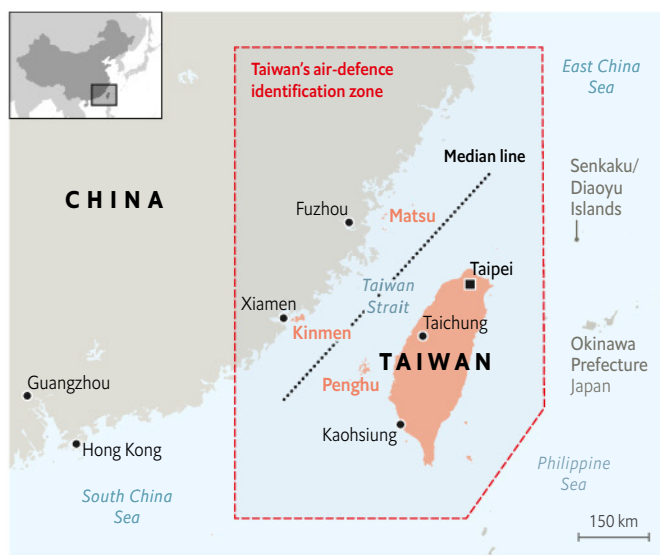 Taiwan's air-defence
identification zone
East China
Sea
Median line
Senkaku/
Diaoyu
Islands
CHINA
Fuzhou
Matsu
Taiwan
Strait
Taipei
Xiamen
Kinmen
Taichung
TAIWAN
Okinawa
Prefecture
Japan
Penghu
Guangzhou
Kaohsiung
Hong Kong
Philippine
Sea
South China
Sea
150 km